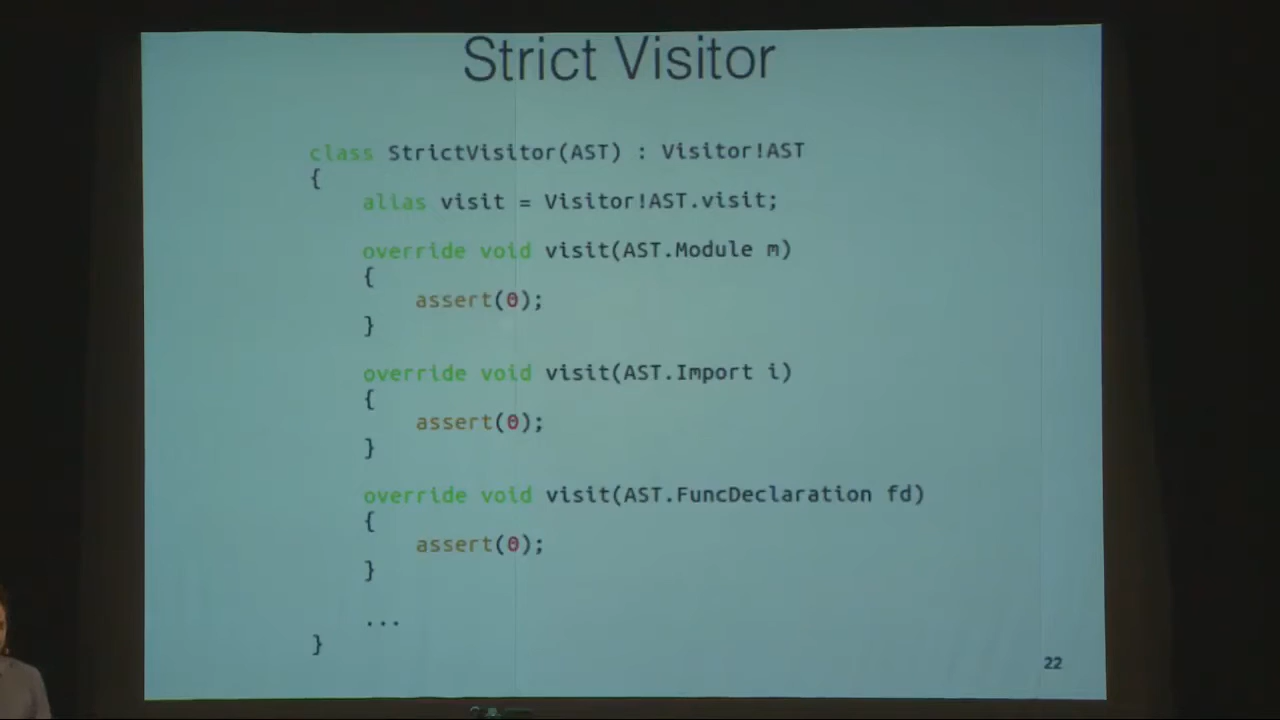 Strict Visitor
class StrictVisitor(AST) : Visitor!AST
{
alias visit = Visitor!AST.visit;
override void visit(AST.Module m)
{
assert(0);
}
override void visit(AST.Import i)
{
assert(0);
}
override void visit(AST.FuncDeclaration fd)
{
assert(0);
}
...
}
22